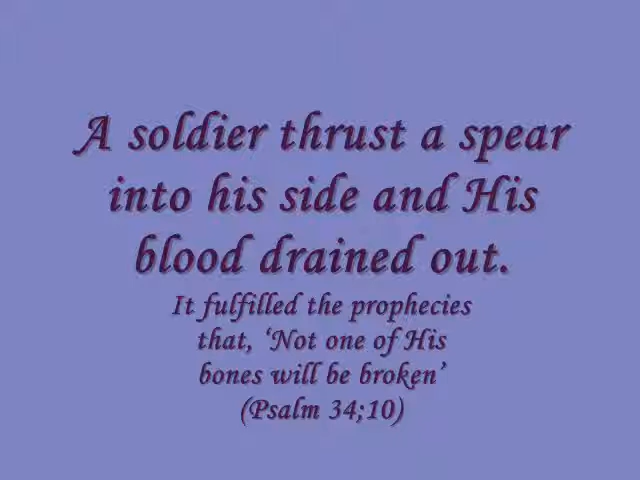 A soldier thrust a spear
into his side and His
blood drained out.
It fulfilled the prophecies
that, ‘Not one of His
bones will be broken’
(Psalm 34;10)